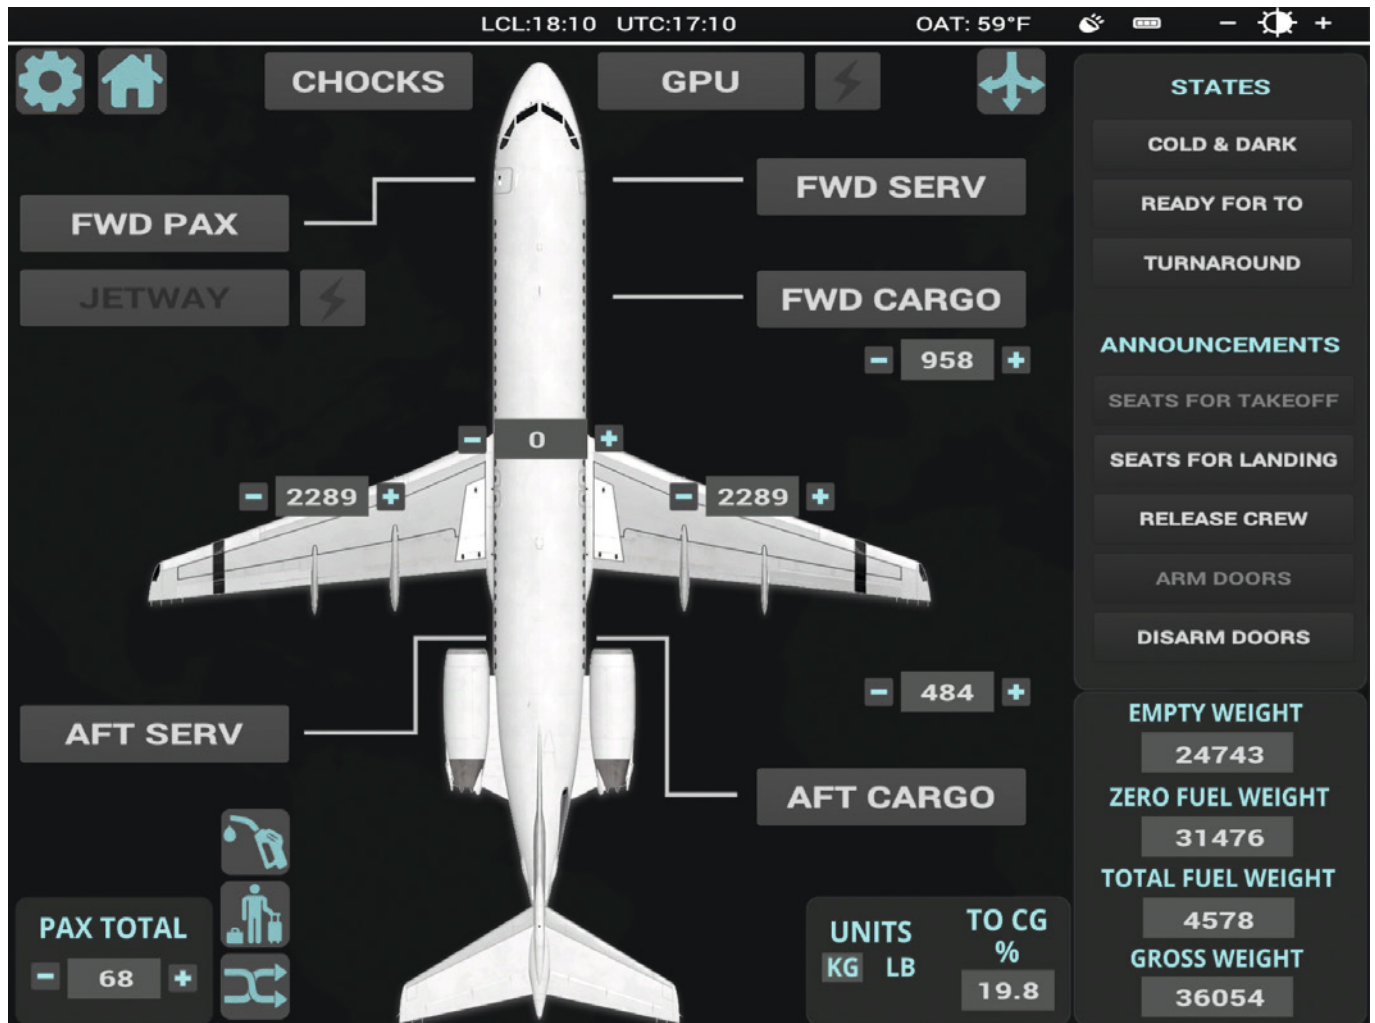 LCL:18:10 UTC:17:10 OAT: 59°F − +
CHOCKS
GPU
FWD PAX
JETWAY
FWD SERV
FWD CARGO
− 958 +
− 0 +
− 2289 +
− 2289 +
AFT SERV
− 484 +
AFT CARGO
PAX TOTAL
− 68 +
UNITS
KG LB
TO CG
%
19.8
STATES
COLD & DARK
READY FOR TO
TURNAROUND
ANNOUNCEMENTS
SEATS FOR TAKEOFF
SEATS FOR LANDING
RELEASE CREW
ARM DOORS
DISARM DOORS
EMPTY WEIGHT
24743
ZERO FUEL WEIGHT
31476
TOTAL FUEL WEIGHT
4578
GROSS WEIGHT
36054